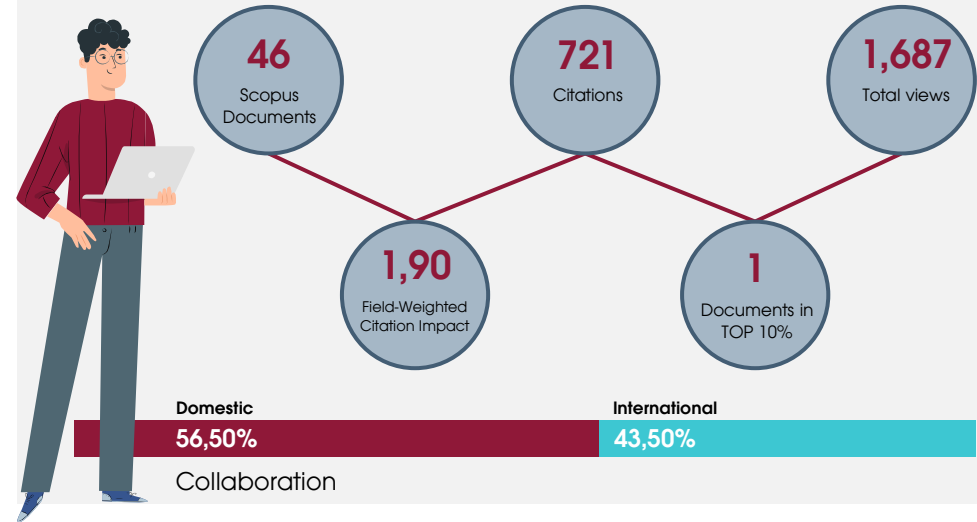 46
Scopus
Documents
721
Citations
1,687
Total views
1,90
Field-Weighted
Citation Impact
1
Documents in
TOP 10%
Domestic
56,50%
International
43,50%
Collaboration